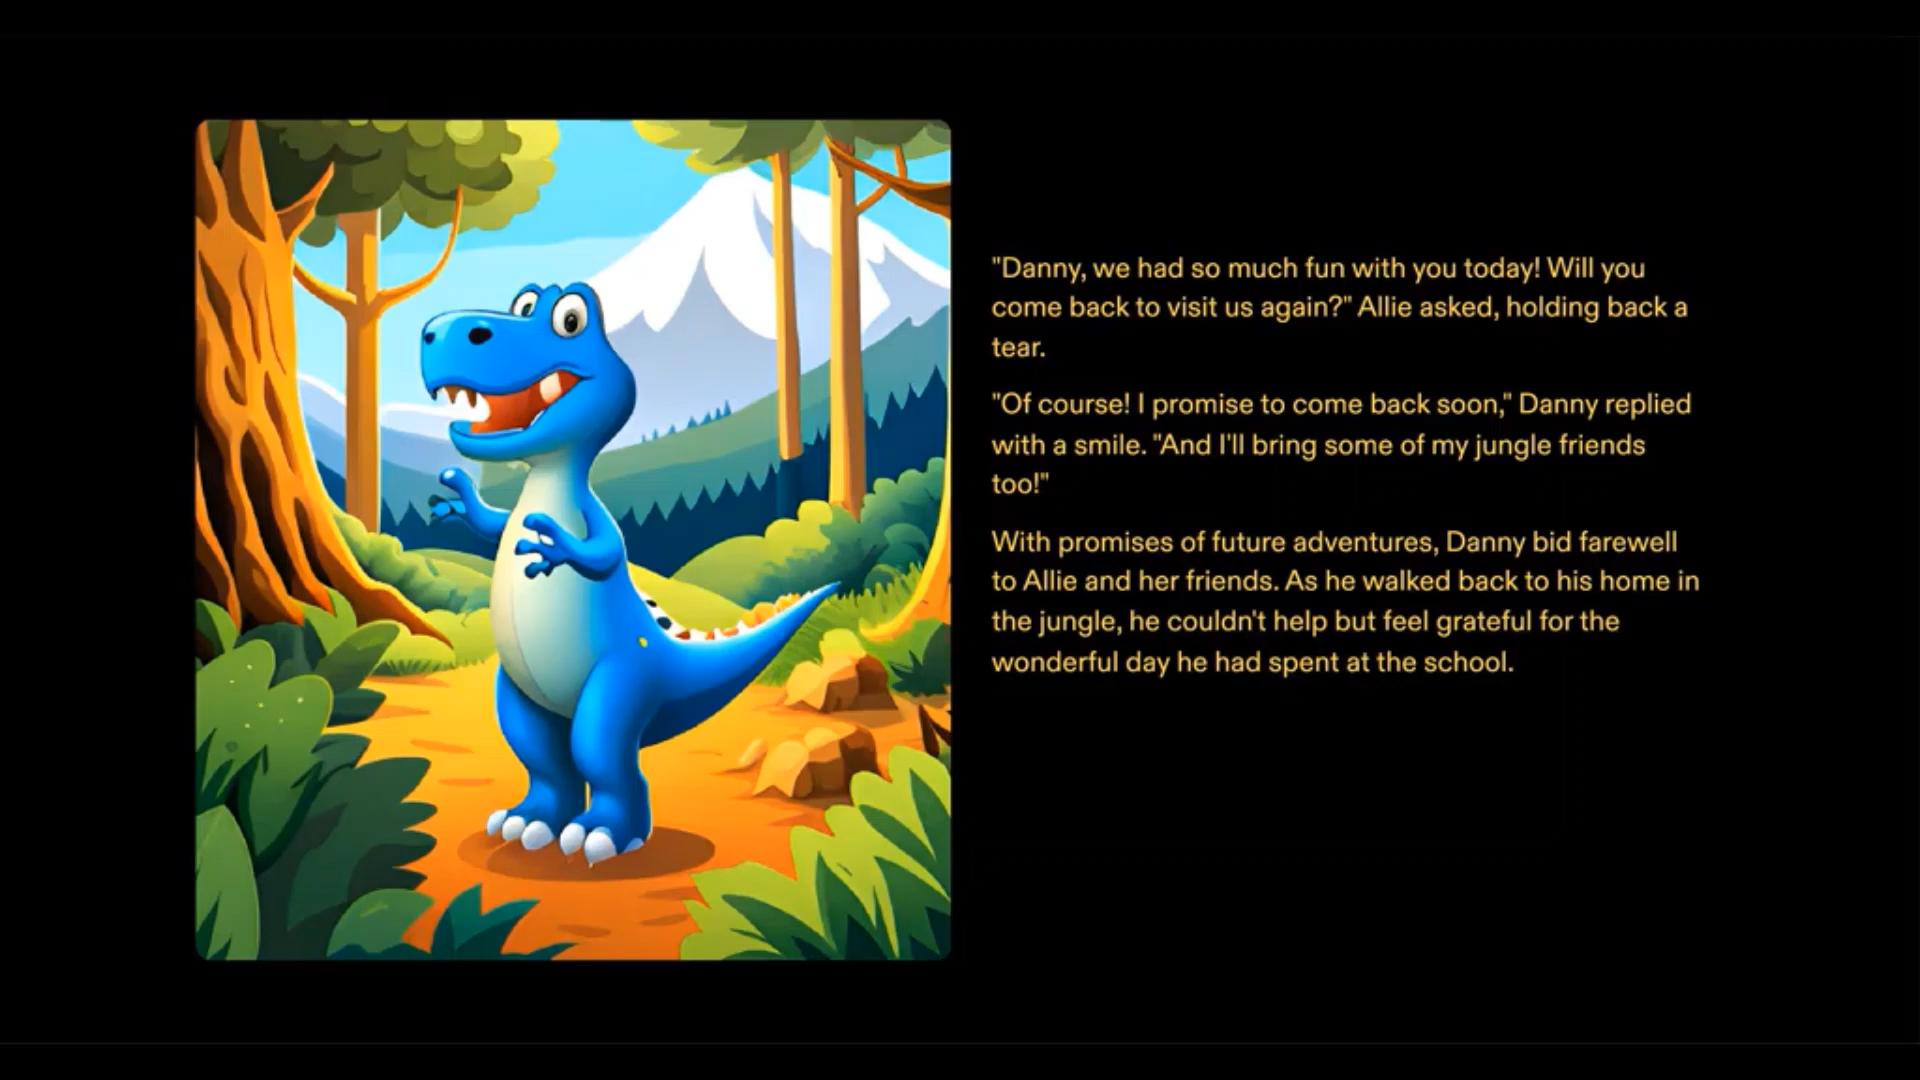 "Danny, we had so much fun with you today! Will you
come back to visit us again?" Allie asked, holding back a
tear.
"Of course! I promise to come back soon," Danny replied
with a smile. "And I'll bring some of my jungle friends
too!"
With promises of future adventures, Danny bid farewell
to Allie and her friends. As he walked back to his home in
the jungle, he couldn't help but feel grateful for the
wonderful day he had spent at the school.